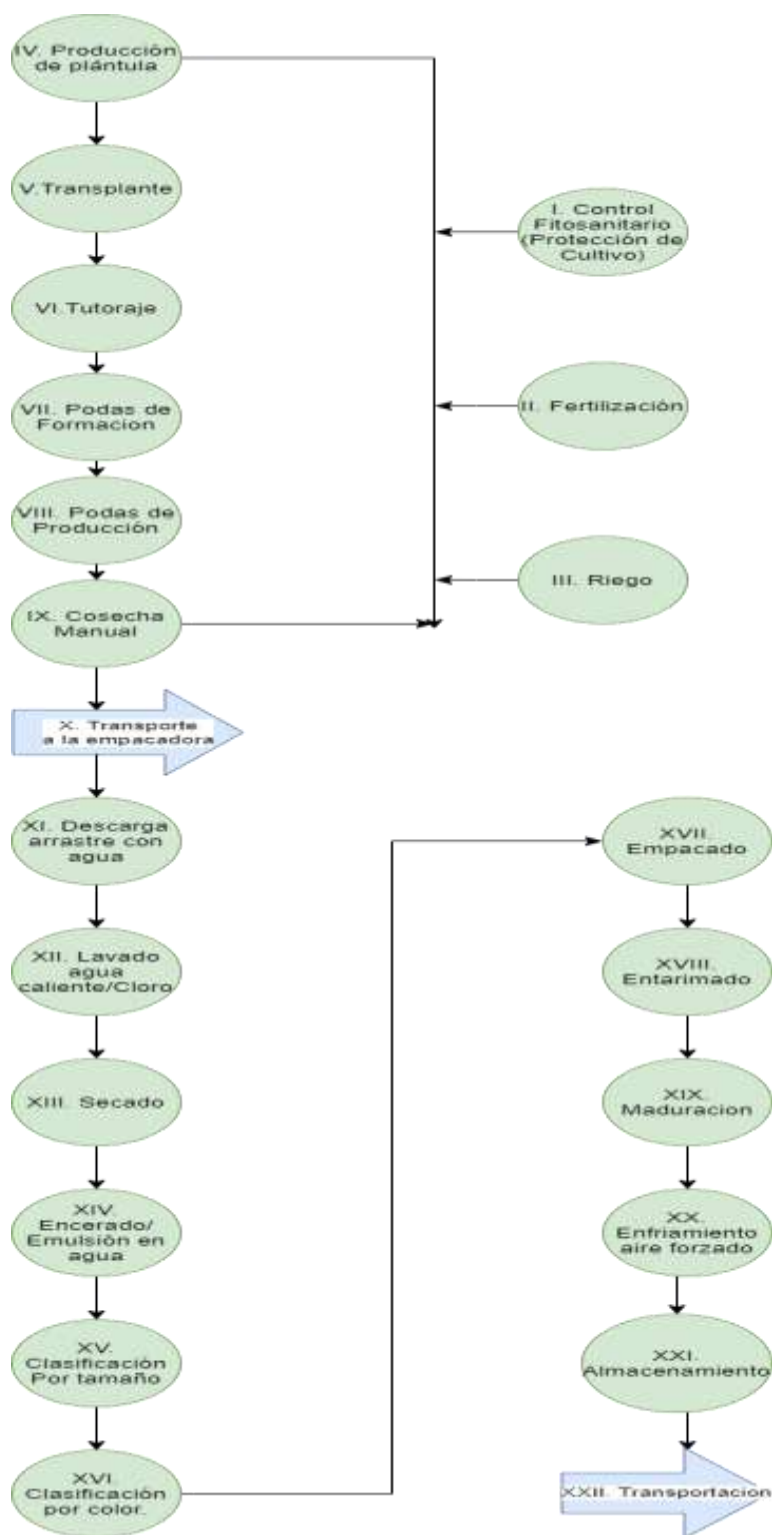 IV. Producción
de plántula
V.Transplante
VI.Tutoraje
VII. Podas de
Formacion
VIII. Podas de
Producción
IX. Cosecha
Manual
I. Control
Fitosanitario
(Protección de
Cultivo)
II. Fertilización
III. Riego
X. Transporte
a la empacadora
XI. Descarga
arrastre con
agua
XII. Lavado
agua
caliente/Cloro
XIII. Secado
XIV.
Encerado/
Emulsión en
agua
XV.
Clasificación
Por tamaño
XVI.
Clasificación
por color.
XVII.
Empacado
XVIII.
Entarimado
XIX.
Maduracion
XX.
Enfriamiento
aire forzado
XXI.
Almacenamiento
XXII. Transportacion